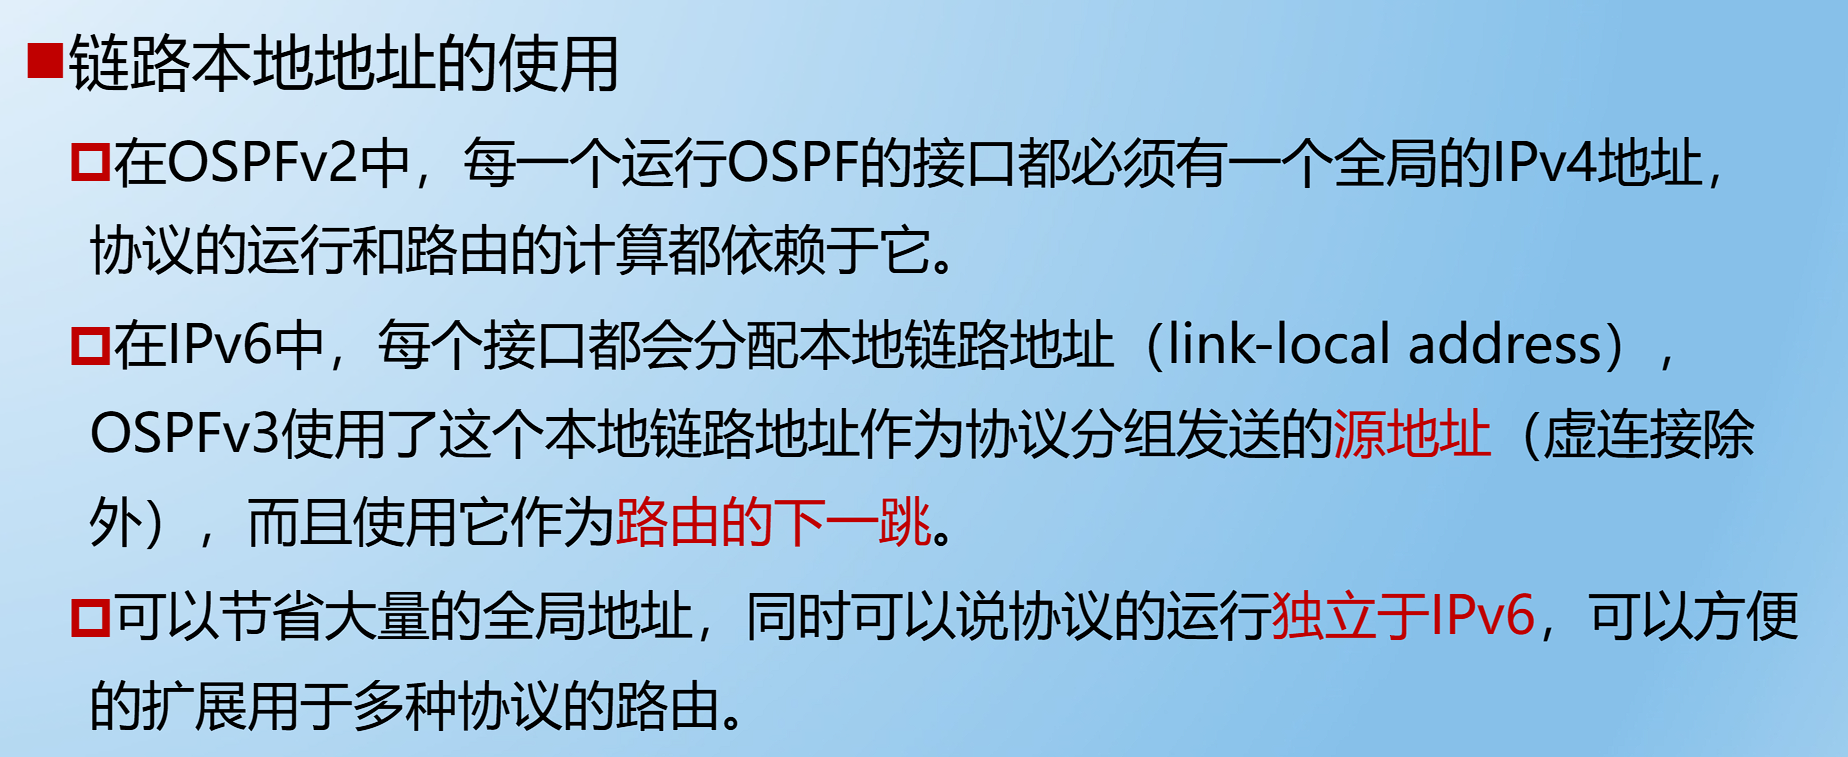 链路本地地址的使用
在OSPFv2中，每一个运行OSPF的接口都必须有一个全局的IPv4地址，
协议的运行和路由的计算都依赖于它。
在IPv6中，每个接口都会分配本地链路地址（link-local address），
OSPFv3使用了这个本地链路地址作为协议分组发送的源地址（虚连接除
外），而且使用它作为路由的下一跳。
可以节省大量的全局地址，同时可以说协议的运行独立于IPv6，可以方便
的扩展用于多种协议的路由。